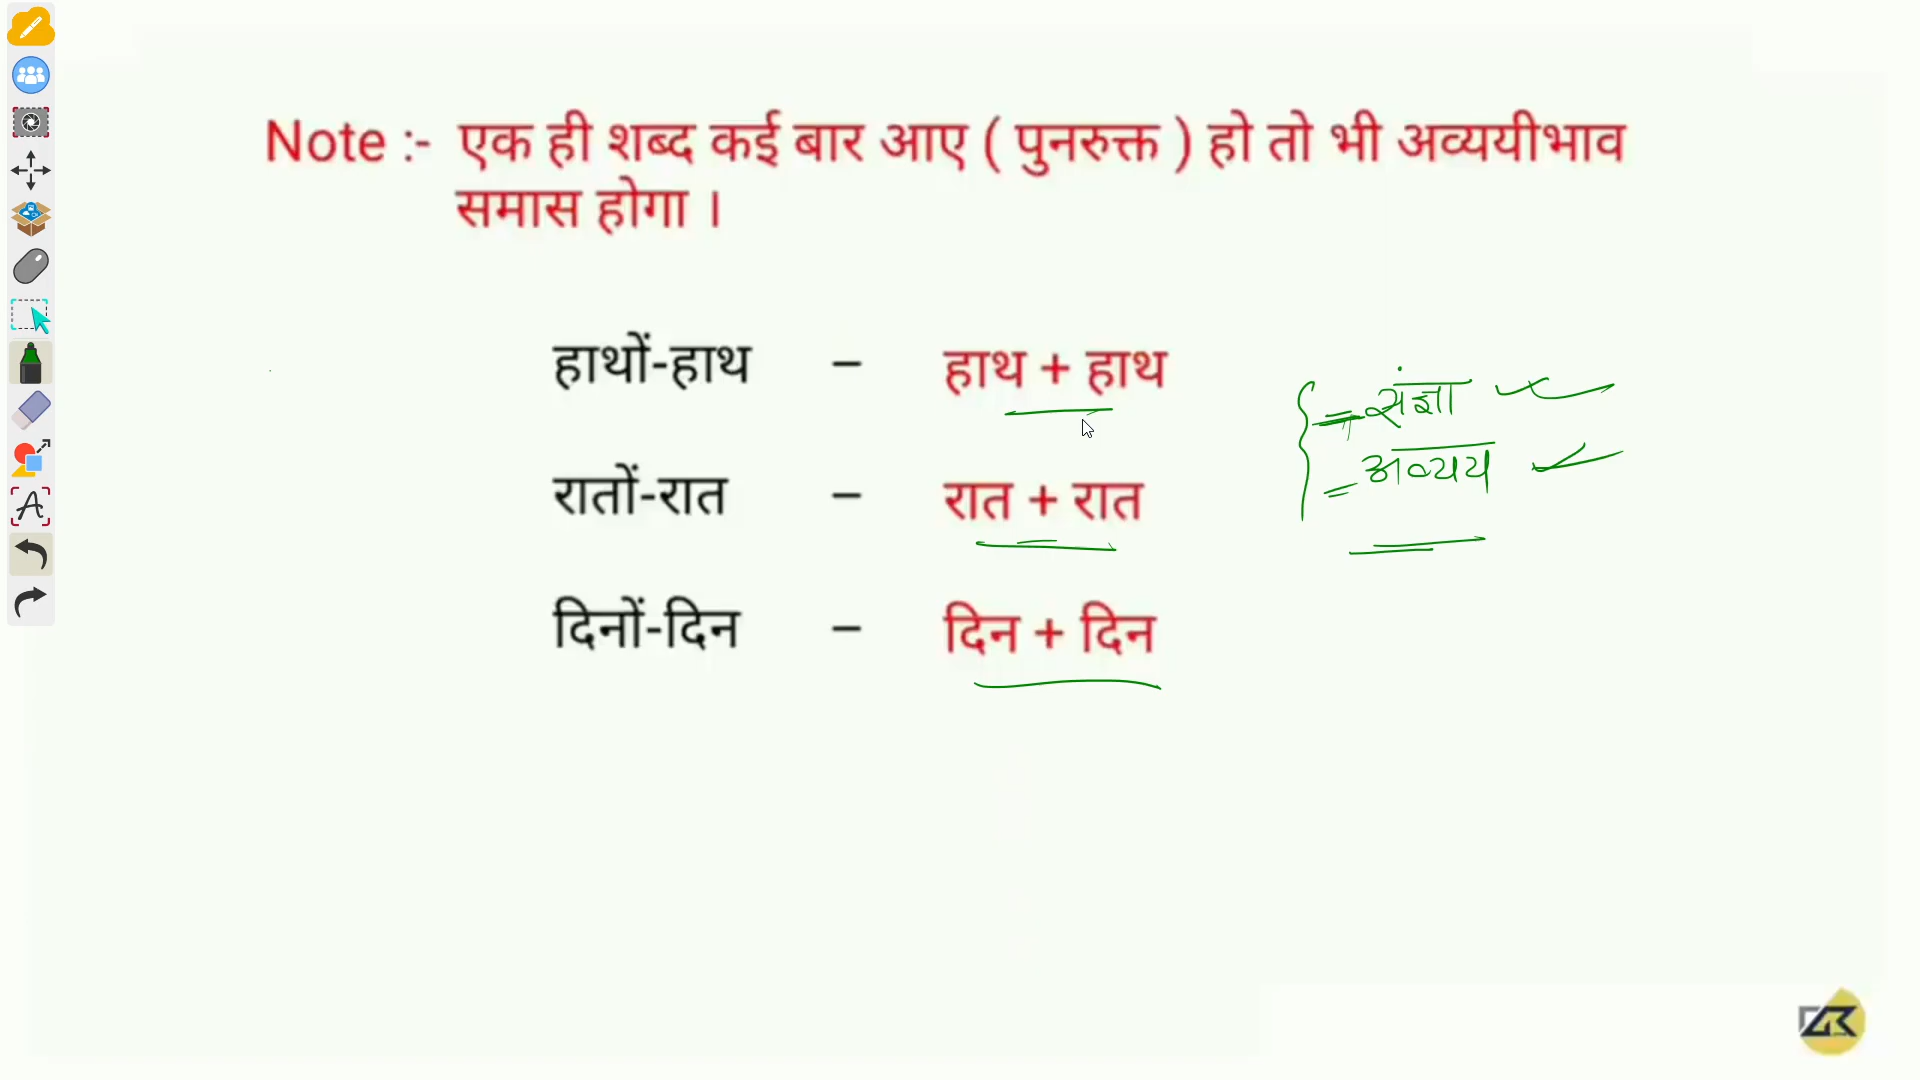 Note :- एक ही शब्द कई बार आए ( पुनरुक्त ) हो तो भी अव्ययीभाव
समास होगा ।
हाथों-हाथ – हाथ + हाथ
= संज्ञा
= अव्यय
रातों-रात – रात + रात
दिनों-दिन – दिन + दिन